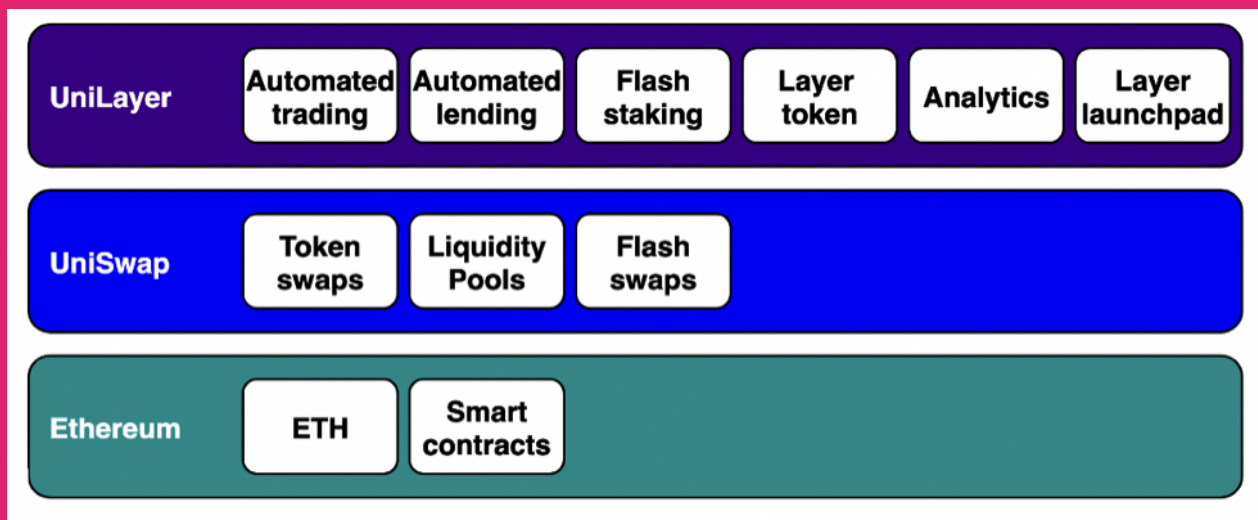 UniLayer
Automated
trading
Automated
lending
Flash
staking
Layer
token
Analytics
Layer
launchpad
UniSwap
Token
swaps
Liquidity
Pools
Flash
swaps
Ethereum
ETH
Smart
contracts